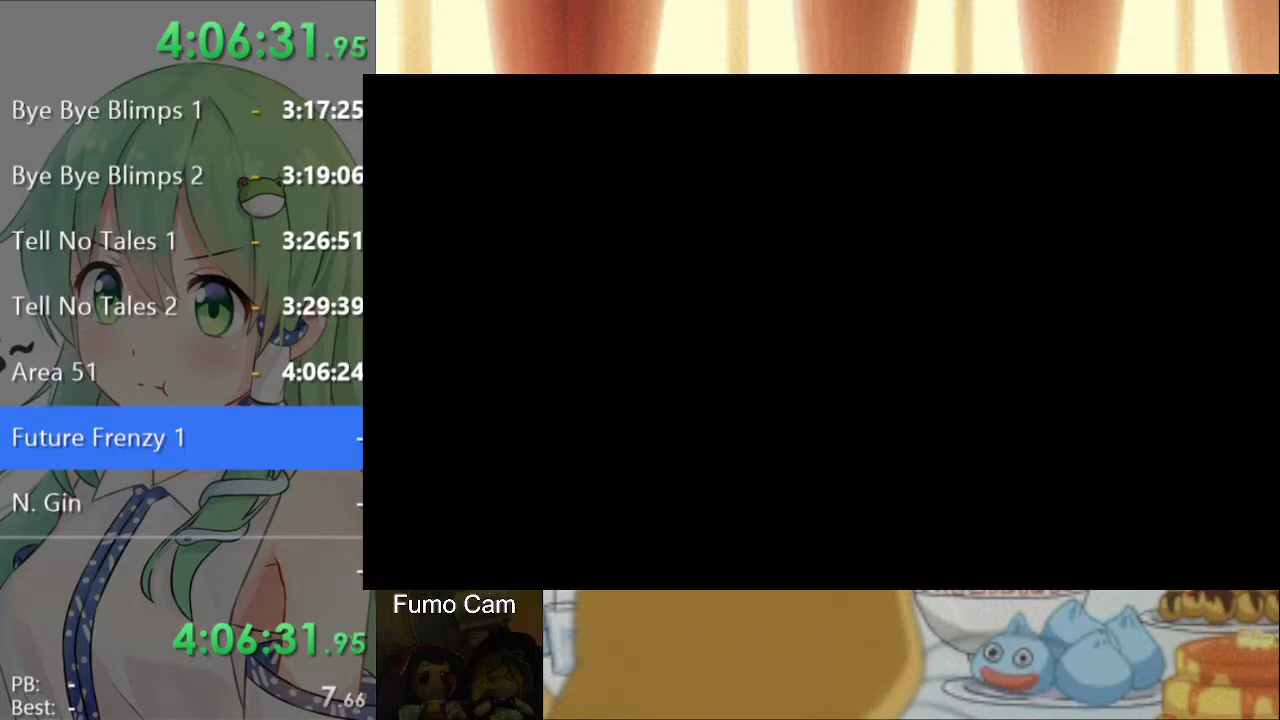 4:06:31.95
Bye Bye Blimps 1 - 3:17:25
Bye Bye Blimps 2 - 3:19:06
Tell No Tales 1 - 3:26:51
Tell No Tales 2 - 3:29:39
Area 51 - 4:06:24
Future Frenzy 1 -
N. Gin -
-
4:06:31.95
PB: -
Best: -
7.66
Fumo Cam